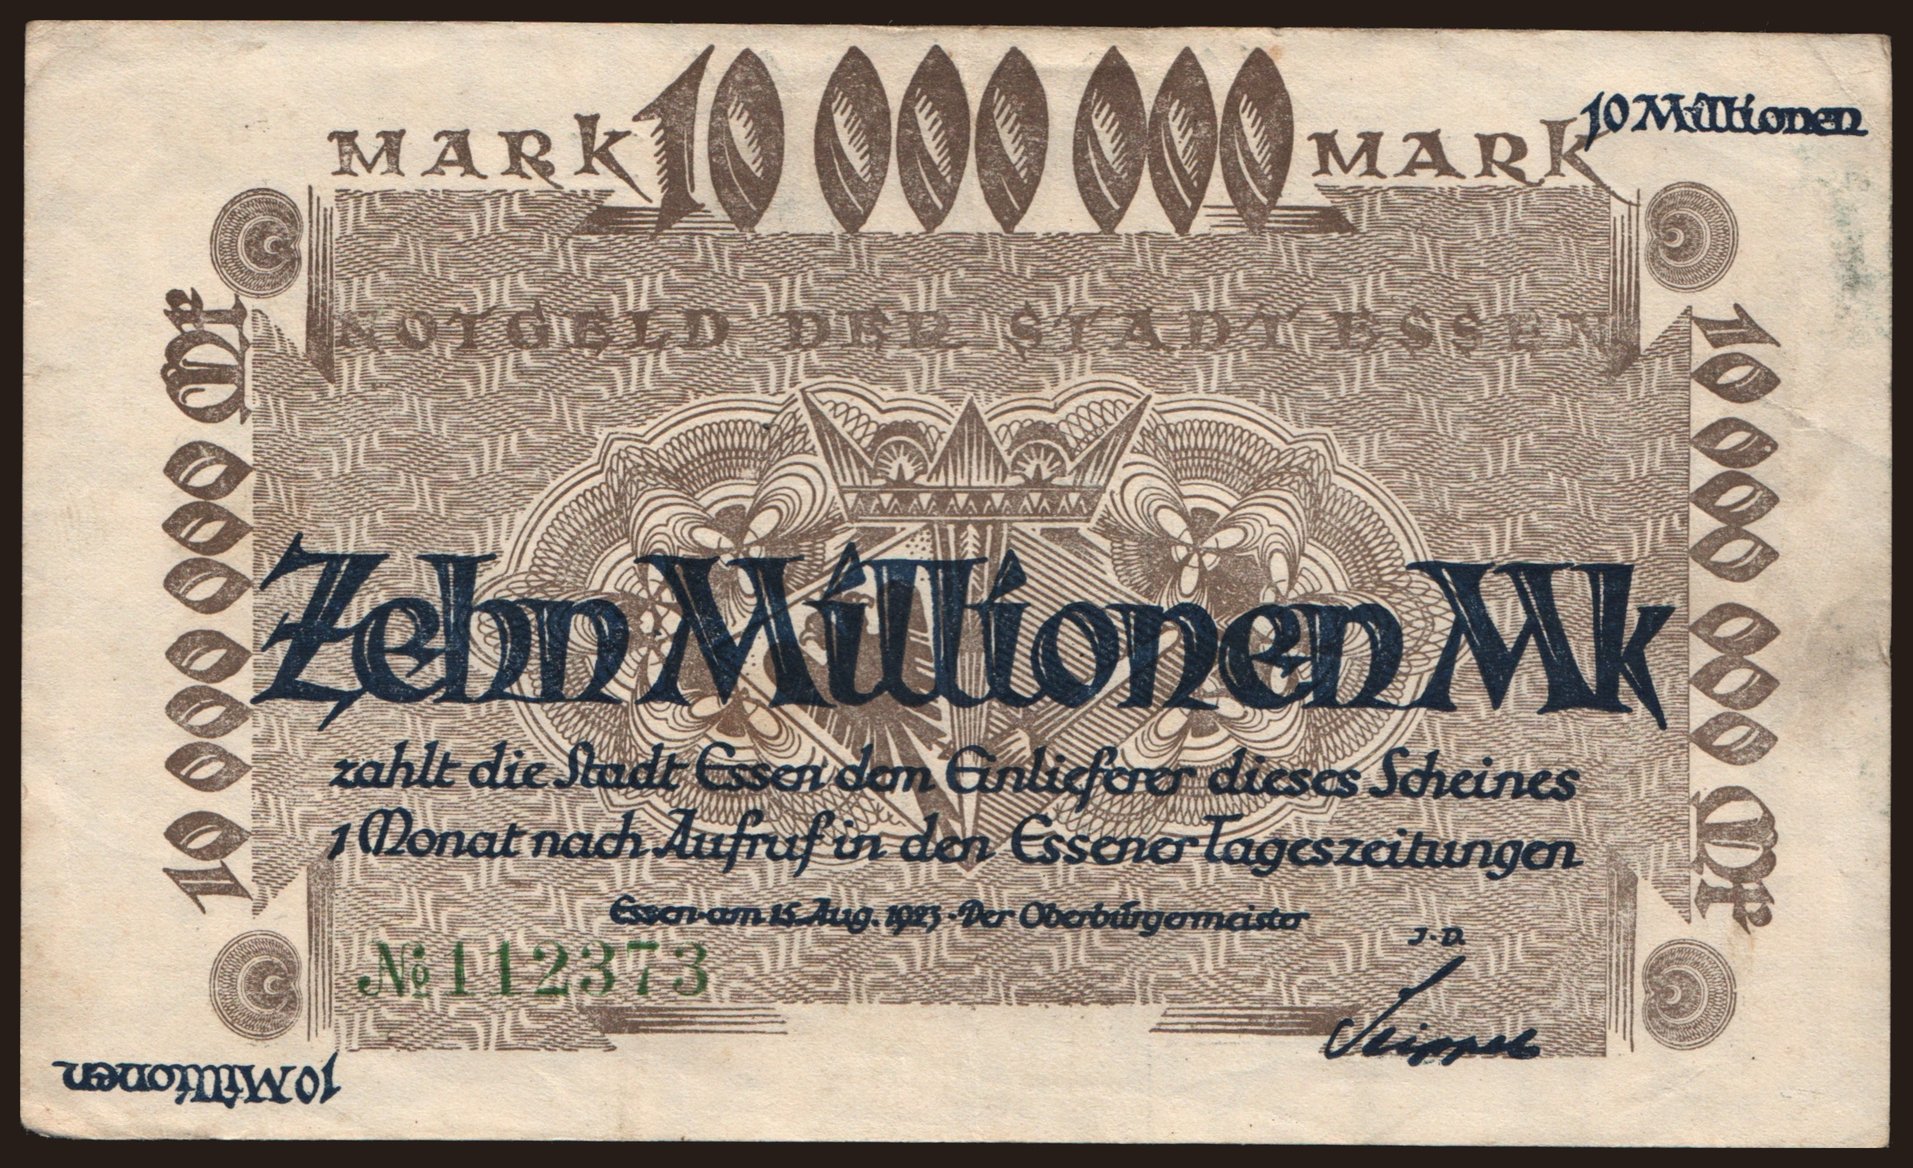 MARK 10 000 000 MARK
10 Millionen
NOTGELD DER STADT ESSEN
10 000 000 Mk
10 000 000 Mk
Zehn Millionen Mk
zahlt die Stadt Essen dem Einlieferer dieses Scheines
1 Monat nach Aufruf in den Essener Tageszeitungen
Essen · am 15. Aug. 1923 · Der Oberbürgermeister
J. D.
№ 112373
10 Millionen